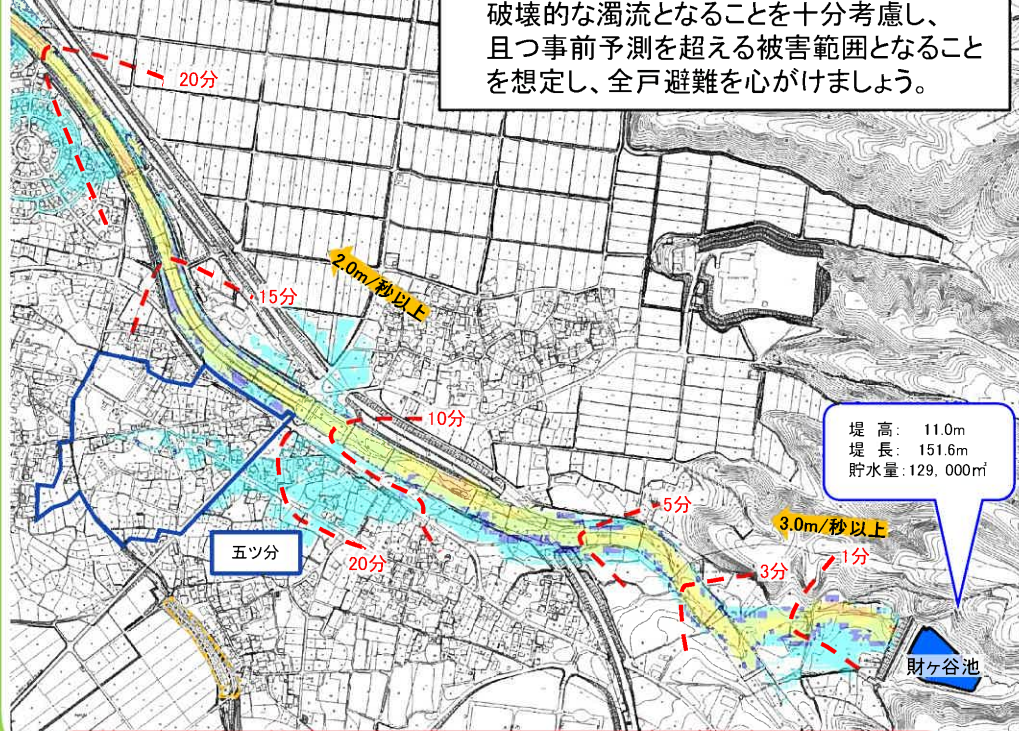 破壊的な濁流となることを十分考慮し、
且つ事前予測を超える被害範囲となること
を想定し、全戸避難を心がけましょう。
20分
2.0m/秒以上
15分
10分
堤 高: 11.0m
堤 長: 151.6m
貯水量:129,000㎥
5分
3.0m/秒以上
五ツ分
20分
3分
1分
財ヶ谷池